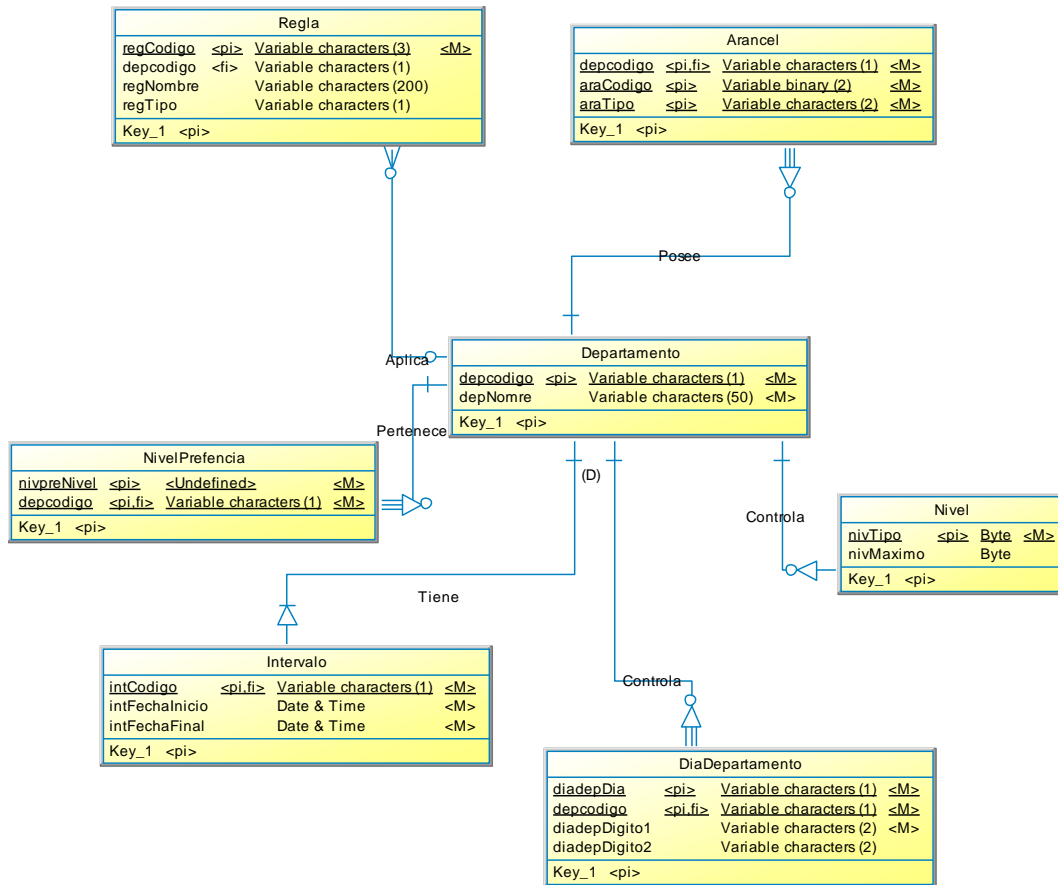 Regla
regCodigo <pi> Variable characters (3) <M>
depcodigo <fi> Variable characters (1)
regNombre Variable characters (200)
regTipo Variable characters (1)
Key_1 <pi>
Arancel
depcodigo <pi,fi> Variable characters (1) <M>
araCodigo <pi> Variable binary (2) <M>
araTipo <pi> Variable characters (2) <M>
Key_1 <pi>
Posee
Aplica
Departamento
depcodigo <pi> Variable characters (1) <M>
depNomre Variable characters (50) <M>
Key_1 <pi>
Pertenece
NivelPrefencia
nivpreNivel <pi> <Undefined> <M>
depcodigo <pi,fi> Variable characters (1) <M>
Key_1 <pi>
(D)
Controla
Nivel
nivTipo <pi> Byte <M>
nivMaximo Byte
Key_1 <pi>
Tiene
Intervalo
intCodigo <pi,fi> Variable characters (1) <M>
intFechaInicio Date & Time <M>
intFechaFinal Date & Time <M>
Key_1 <pi>
Controla
DiaDepartamento
diadepDia <pi> Variable characters (1) <M>
depcodigo <pi,fi> Variable characters (1) <M>
diadepDigito1 Variable characters (2) <M>
diadepDigito2 Variable characters (2)
Key_1 <pi>